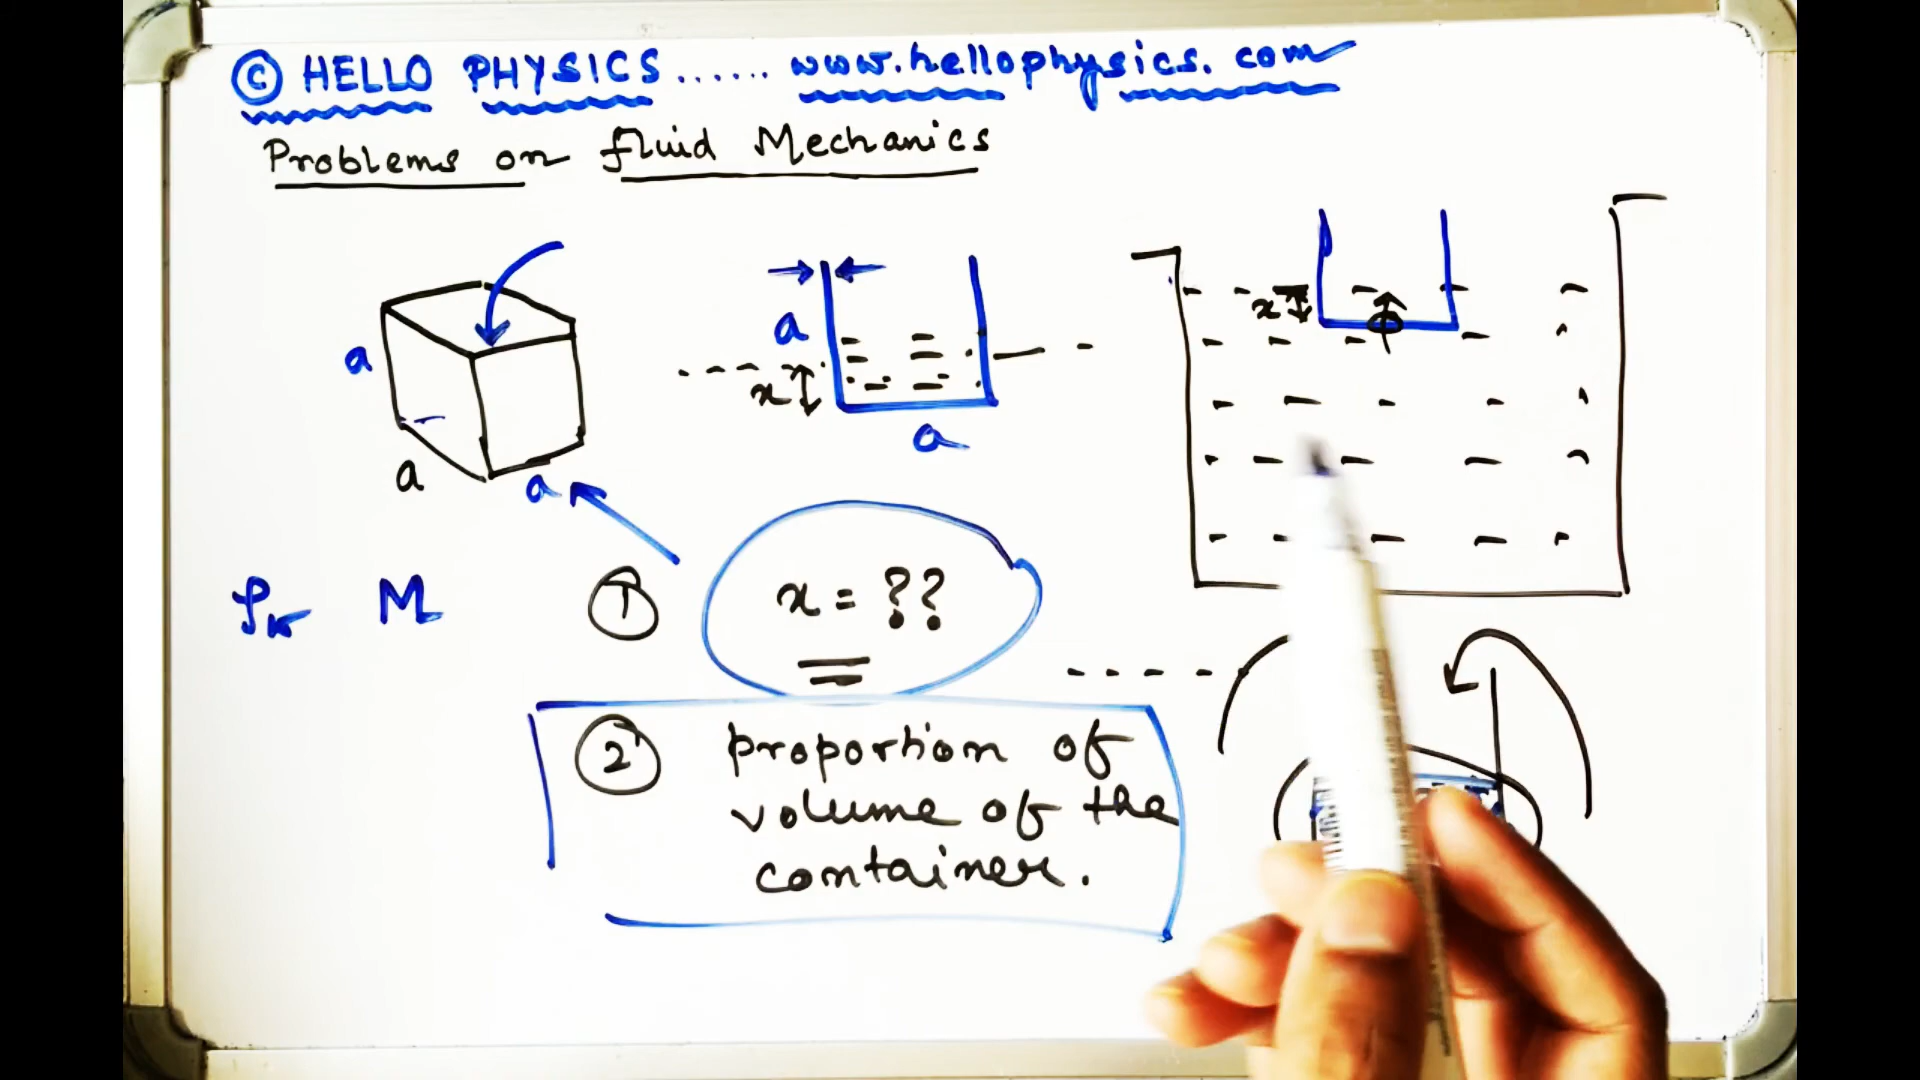 © HELLO PHYSICS...... www.hellophysics.com
Problems on fluid Mechanics
a
a
a
a
x
a
x
M
① x = ??
② proportion of
volume of the
container.